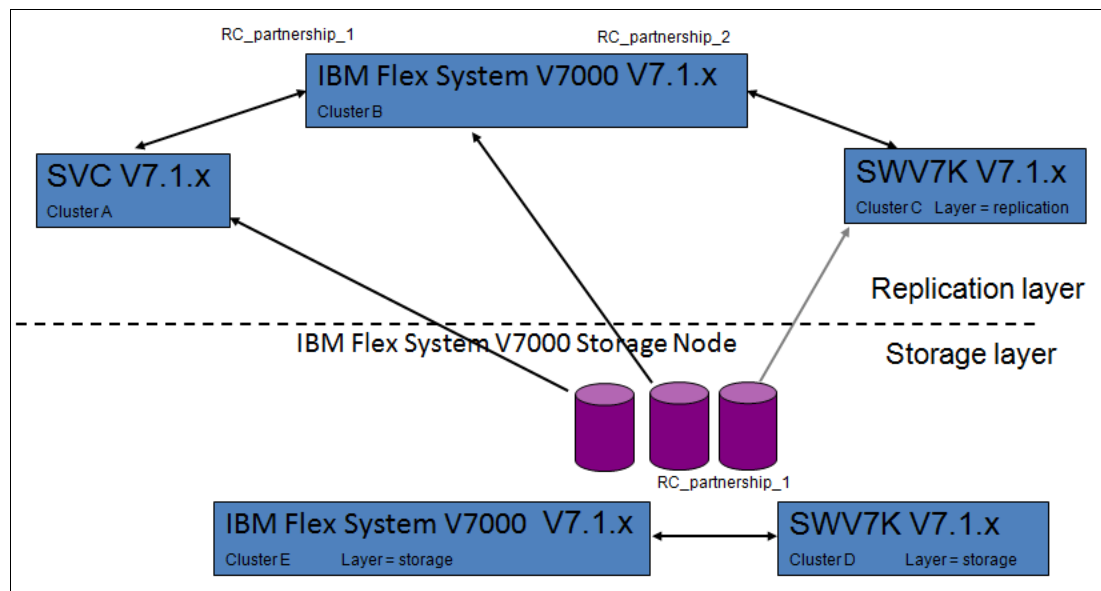 RC_partnership_1
RC_partnership_2
IBM Flex System V7000 V7.1.x
Cluster B
SVC V7.1.x
Cluster A
SWV7K V7.1.x
Cluster C Layer = replication
Replication layer
IBM Flex System V7000 Storage Node
Storage layer
RC_partnership_1
IBM Flex System V7000 V7.1.x
Cluster E Layer = storage
SWV7K V7.1.x
Cluster D Layer = storage